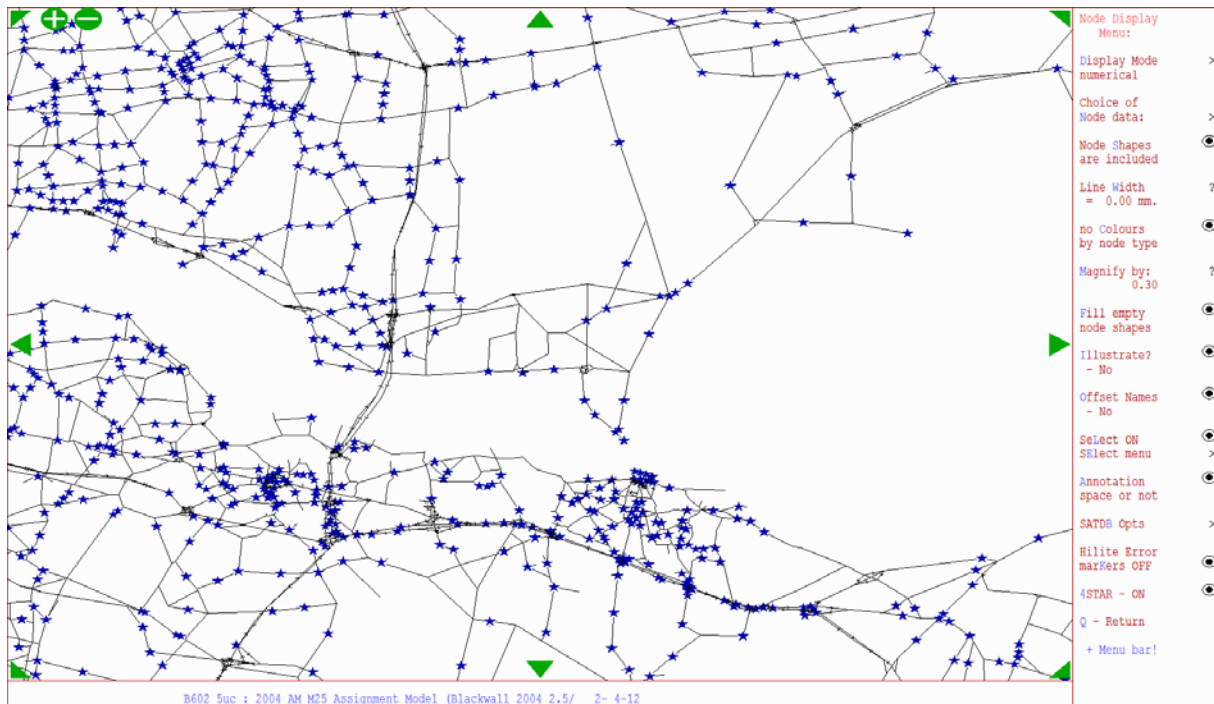 Node Display
Menu:
Display Mode >
numerical
Choice of
Node data: >
Node Shapes
are included
Line Width ?
= 0.00 mm.
no Colours
by node type
Magnify by: ?
0.30
Fill empty
node shapes
Illustrate?
- No
Offset Names
- No
SeLect ON
SElect menu >
Annotation
space or not
SATDB Opts >
Hilite Error
marKers OFF
4STAR - ON
Q - Return
+ Menu bar!
B602 5uc : 2004 AM M25 Assignment Model (Blackwall 2004 2.5/ 2- 4-12